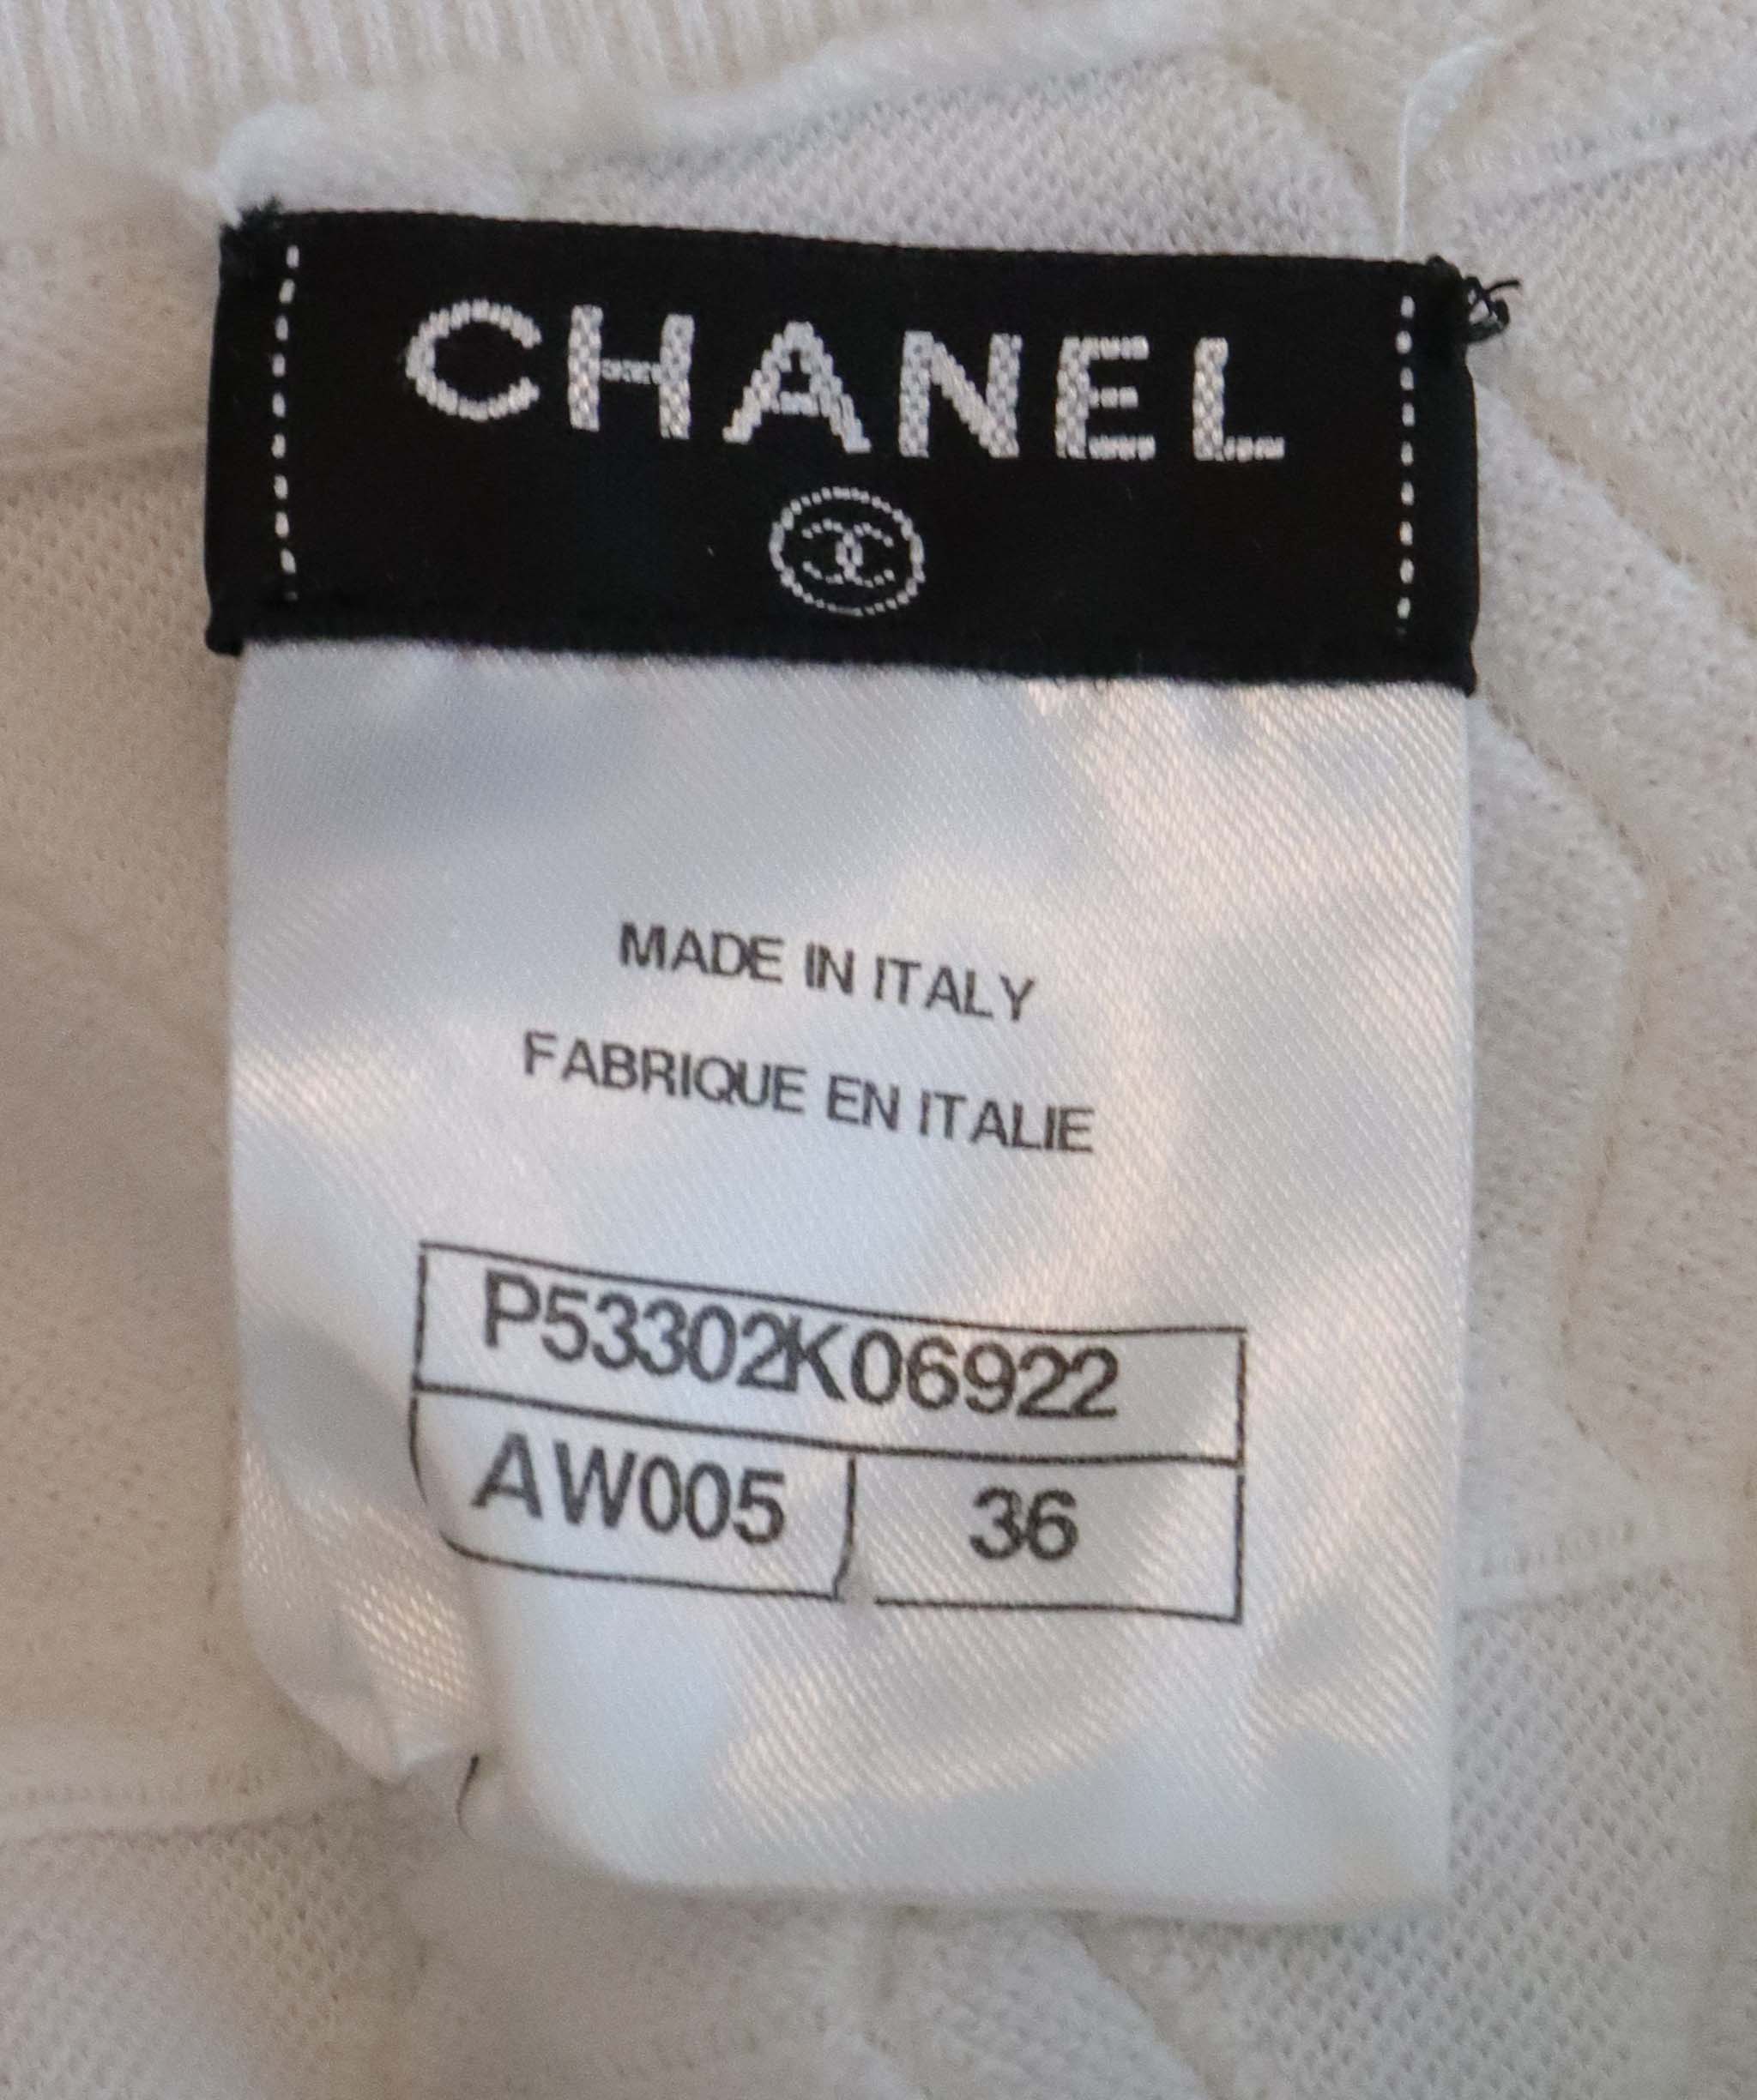 CHANEL
MADE IN ITALY
FABRIQUE EN ITALIE
P53302K06922
AW005 36